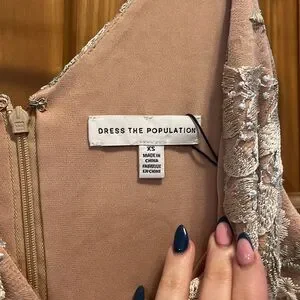 DRESS THE POPULATION
XS
MADE IN
CHINA
FABRIQUÉ
EN CHINE